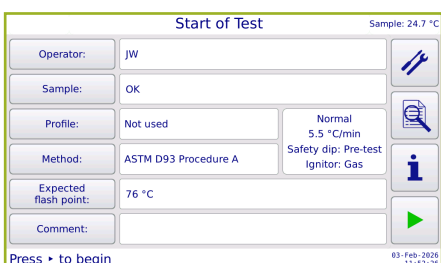 Start of Test
Sample: 24.7 °C
Operator:
JW
Sample:
OK
Profile:
Not used
Normal
5.5 °C/min
Safety dip: Pre-test
Ignitor: Gas
Method:
ASTM D93 Procedure A
Expected
flash point:
76 °C
Comment:
Press ▸ to begin
03-Feb-2026